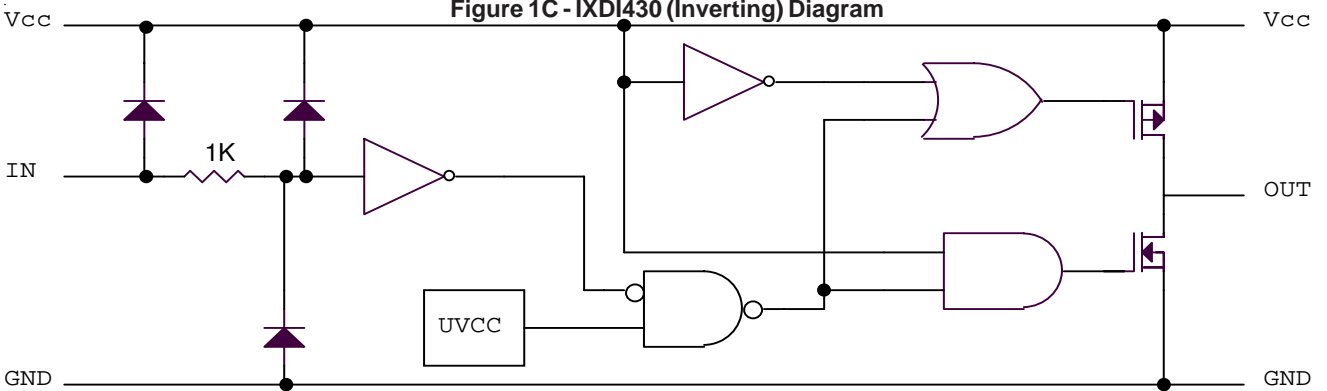 Figure 1C - IXDI430 (Inverting) Diagram
Vcc
Vcc
1K
IN
OUT
UVCC
GND
GND